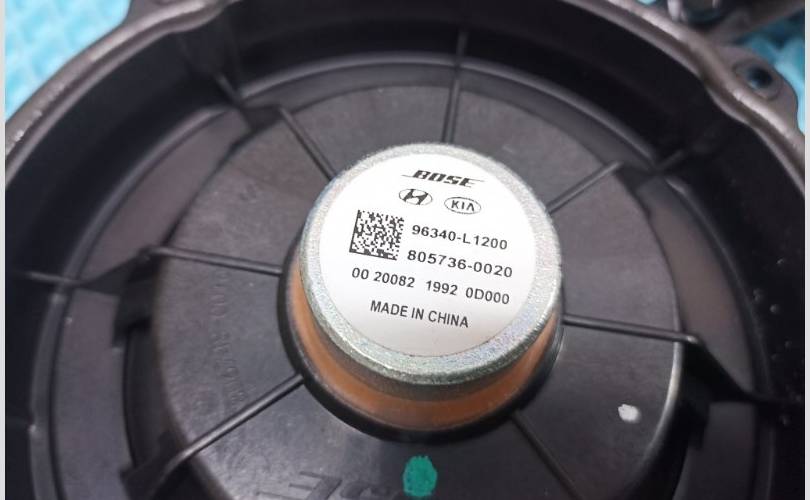 BOSE
KIA
96340-L1200
805736-0020
00 20082 1992 0D000
MADE IN CHINA